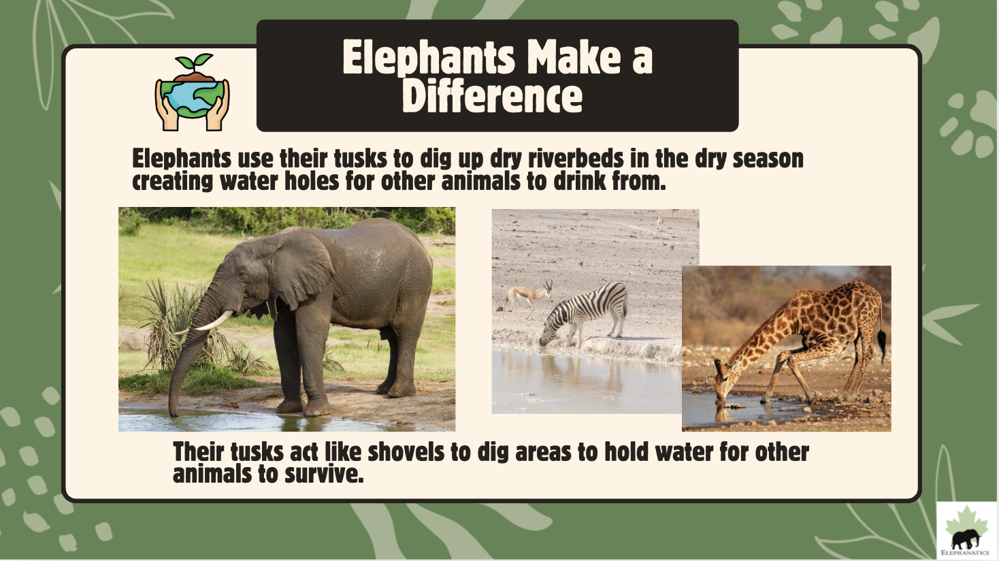 Elephants Make a
Difference
Elephants use their tusks to dig up dry riverbeds in the dry season
creating water holes for other animals to drink from.
Their tusks act like shovels to dig areas to hold water for other
animals to survive.
ELEPHANATICS